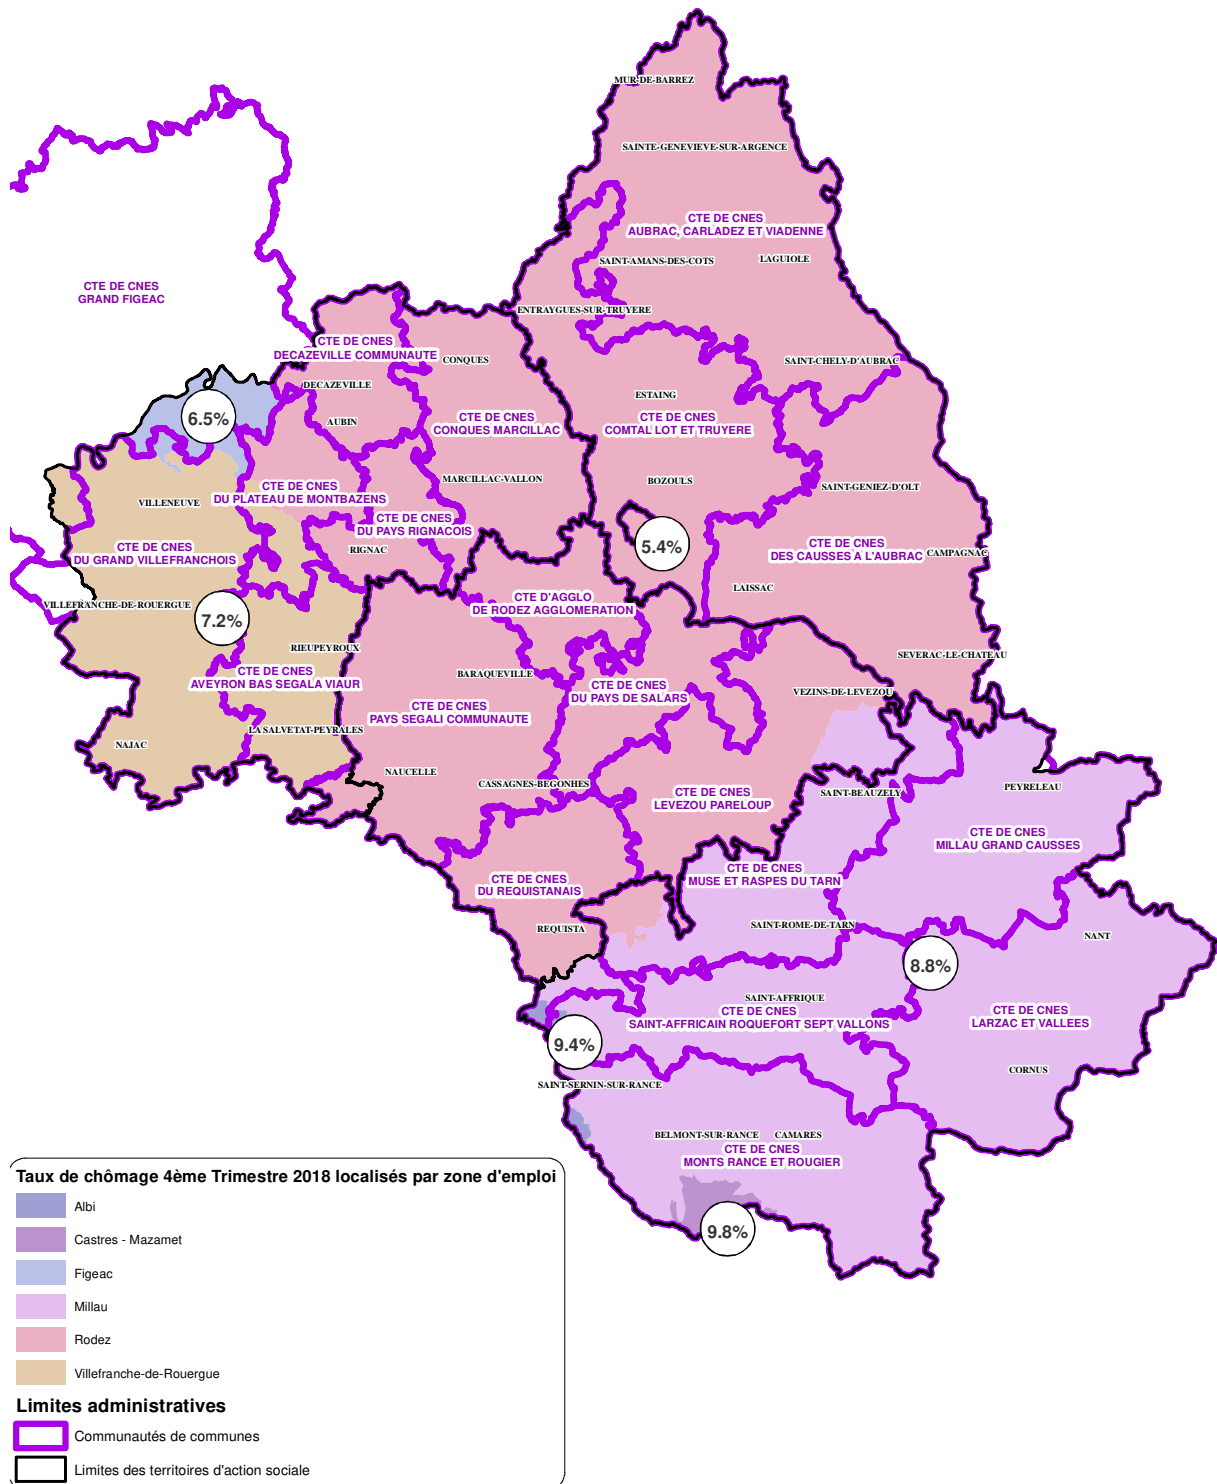 MUR-DE-BARREZ
SAINTE-GENEVIEVE-SUR-ARGENCE
CTE DE CNES
AUBRAC, CARLADEZ ET VIADENNE
SAINT-AMANS-DES-COTS
LAGUIOLE
CTE DE CNES
GRAND FIGEAC
ENTRAYGUES-SUR-TRUYERE
CTE DE CNES
DECAZEVILLE COMMUNAUTE
CONQUES
SAINT-CHELY-D'AUBRAC
DECAZEVILLE
ESTAING
6.5%
AUBIN
CTE DE CNES
CONQUES MARCILLAC
CTE DE CNES
COMTAL LOT ET TRUYERE
MARCILLAC-VALLON
BOZOULS
SAINT-GENIEZ-D'OLT
VILLENEUVE
CTE DE CNES
DU PLATEAU DE MONTBAZENS
CTE DE CNES
DU PAYS RIGNACOIS
RIGNAC
5.4%
CTE DE CNES
DES CAUSSES A L'AUBRAC
CAMPAGNAC
CTE DE CNES
DU GRAND VILLEFRANCHOIS
LAISSAC
VILLEFRANCHE-DE-ROUERGUE
7.2%
CTE D'AGGLO
DE RODEZ AGGLOMERATION
RIEUPEYROUX
SEVERAC-LE-CHATEAU
CTE DE CNES
AVEYRON BAS SEGALA VIAUR
BARAQUEVILLE
CTE DE CNES
DU PAYS DE SALARS
VEZINS-DE-LEVEZOU
CTE DE CNES
PAYS SEGALI COMMUNAUTE
LA SALVETAT-PEYRALES
NAJAC
NAUCELLE
CASSAGNES-BEGONHES
CTE DE CNES
LEVEZOU PARELOUP
SAINT-BEAUZELY
PEYRELEAU
CTE DE CNES
MILLAU GRAND CAUSSES
CTE DE CNES
MUSE ET RASPES DU TARN
CTE DE CNES
DU REQUISTANAIS
REQUISTA
SAINT-ROME-DE-TARN
NANT
8.8%
SAINT-AFFRIQUE
CTE DE CNES
SAINT-AFFRICAIN ROQUEFORT SEPT VALLONS
CTE DE CNES
LARZAC ET VALLEES
9.4%
CORNUS
SAINT-SERNIN-SUR-RANCE
BELMONT-SUR-RANCE
CAMARES
CTE DE CNES
MONTS RANCE ET ROUGIER
9.8%
Taux de chômage 4ème Trimestre 2018 localisés par zone d'emploi
Albi
Castres - Mazamet
Figeac
Millau
Rodez
Villefranche-de-Rouergue
Limites administratives
Communautés de communes
Limites des territoires d'action sociale